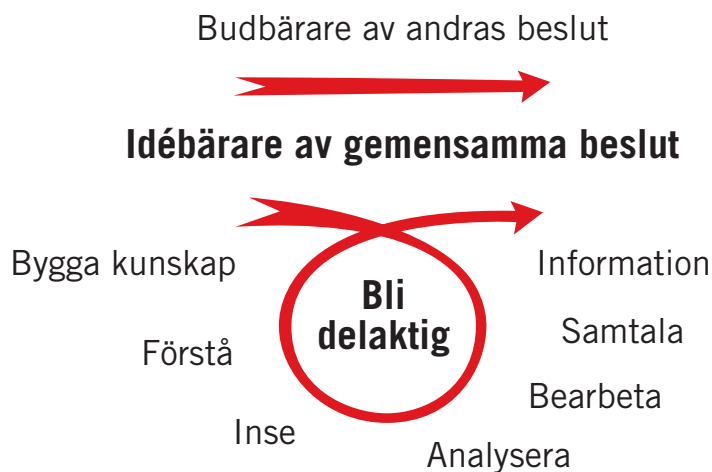 Budbärare av andras beslut
Idébärare av gemensamma beslut
Bygga kunskap
Information
Bli
delaktig
Samtala
Förstå
Bearbeta
Inse
Analysera